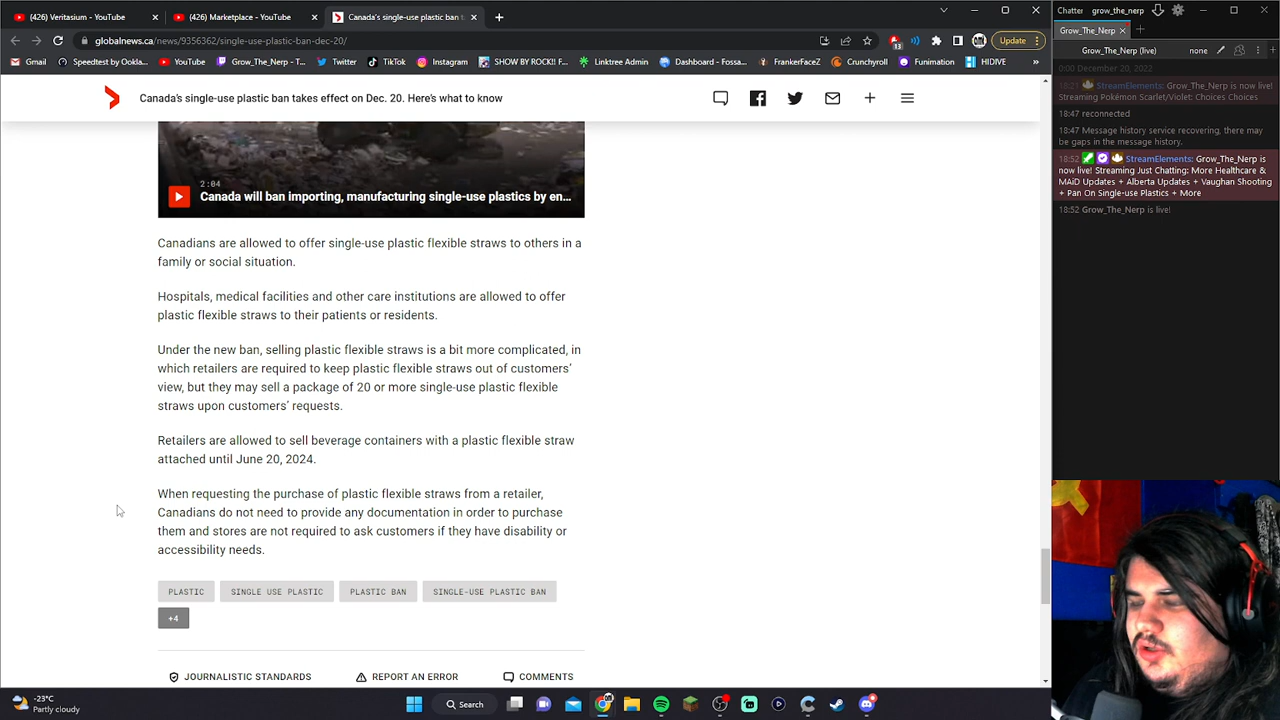 (426) Veritasium - YouTube
(426) Marketplace - YouTube
Canada's single-use plastic ban t
globalnews.ca/news/9356362/single-use-plastic-ban-dec-20/
13
Update
Gmail
Speedtest by Ookla...
YouTube
Grow_The_Nerp - T...
Twitter
TikTok
Instagram
SHOW BY ROCK!! F...
Linktree Admin
Dashboard - Fossa...
FrankerFaceZ
Crunchyroll
Funimation
HIDIVE
»
Canada's single-use plastic ban takes effect on Dec. 20. Here's what to know
2:04
Canada will ban importing, manufacturing single-use plastics by en...
Canadians are allowed to offer single-use plastic flexible straws to others in a
family or social situation.
Hospitals, medical facilities and other care institutions are allowed to offer
plastic flexible straws to their patients or residents.
Under the new ban, selling plastic flexible straws is a bit more complicated, in
which retailers are required to keep plastic flexible straws out of customers'
view, but they may sell a package of 20 or more single-use plastic flexible
straws upon customers' requests.
Retailers are allowed to sell beverage containers with a plastic flexible straw
attached until June 20, 2024.
When requesting the purchase of plastic flexible straws from a retailer,
Canadians do not need to provide any documentation in order to purchase
them and stores are not required to ask customers if they have disability or
accessibility needs.
PLASTIC
SINGLE USE PLASTIC
PLASTIC BAN
SINGLE-USE PLASTIC BAN
+4
JOURNALISTIC STANDARDS
REPORT AN ERROR
COMMENTS
-23°C
Partly cloudy
Search
Chatter
grow_the_nerp
Grow_The_Nerp
Grow_The_Nerp (live)
none
0:00 December 20, 2022
18:21 StreamElements: Grow_The_Nerp is now live!
Streaming Pokémon Scarlet/Violet: Choices Choices
18:47 reconnected
18:47 Message history service recovering, there may
be gaps in the message history.
18:52 StreamElements: Grow_The_Nerp is
now live! Streaming Just Chatting: More Healthcare &
MAiD Updates + Alberta Updates + Vaughan Shooting
+ Pan On Single-use Plastics + More
18:52 Grow_The_Nerp is live!